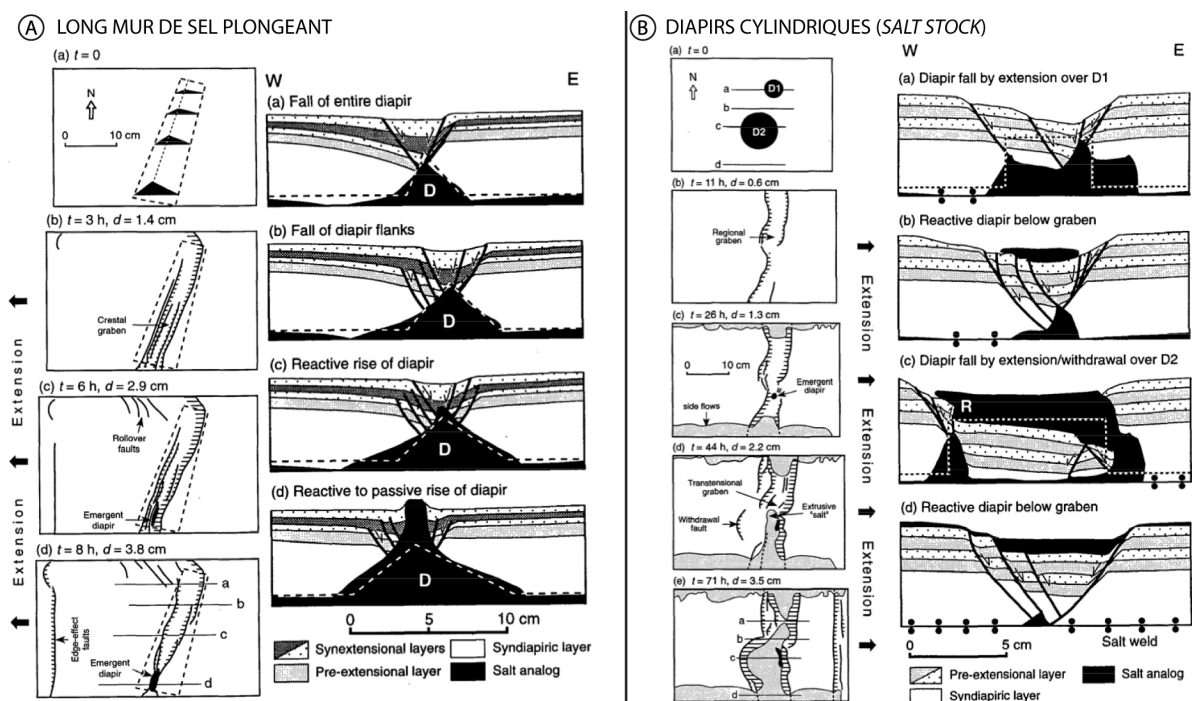 A LONG MUR DE SEL PLONGEANT
(a) t = 0
N
0 10 cm
(b) t = 3 h, d = 1.4 cm
Crestal
graben
(c) t = 6 h, d = 2.9 cm
Rollover
faults
Emergent
diapir
(d) t = 8 h, d = 3.8 cm
a
b
c
d
Edge-effect
faults
Emergent
diapir
Extension
Extension
W E
(a) Fall of entire diapir
D
(b) Fall of diapir flanks
D
(c) Reactive rise of diapir
D
(d) Reactive to passive rise of diapir
D
0 5 10 cm
Synextensional layers
Syndiapiric layer
Pre-extensional layer
Salt analog
B DIAPIRS CYLINDRIQUES (SALT STOCK)
(a) t = 0
N
a
b
c
d
D1
D2
(b) t = 11 h, d = 0.6 cm
Regional
graben
(c) t = 26 h, d = 1.3 cm
0 10 cm
Emergent
diapir
side flows
(d) t = 44 h, d = 2.2 cm
Transtensional
graben
Withdrawal
fault
Extrusive
"salt"
(e) t = 71 h, d = 3.5 cm
a
b
c
d
Extension
Extension
Extension
Extension
W E
(a) Diapir fall by extension over D1
(b) Reactive diapir below graben
(c) Diapir fall by extension/withdrawal over D2
R
(d) Reactive diapir below graben
Salt weld
0 5 cm
Pre-extensional layer
Salt analog
Syndiapiric layer